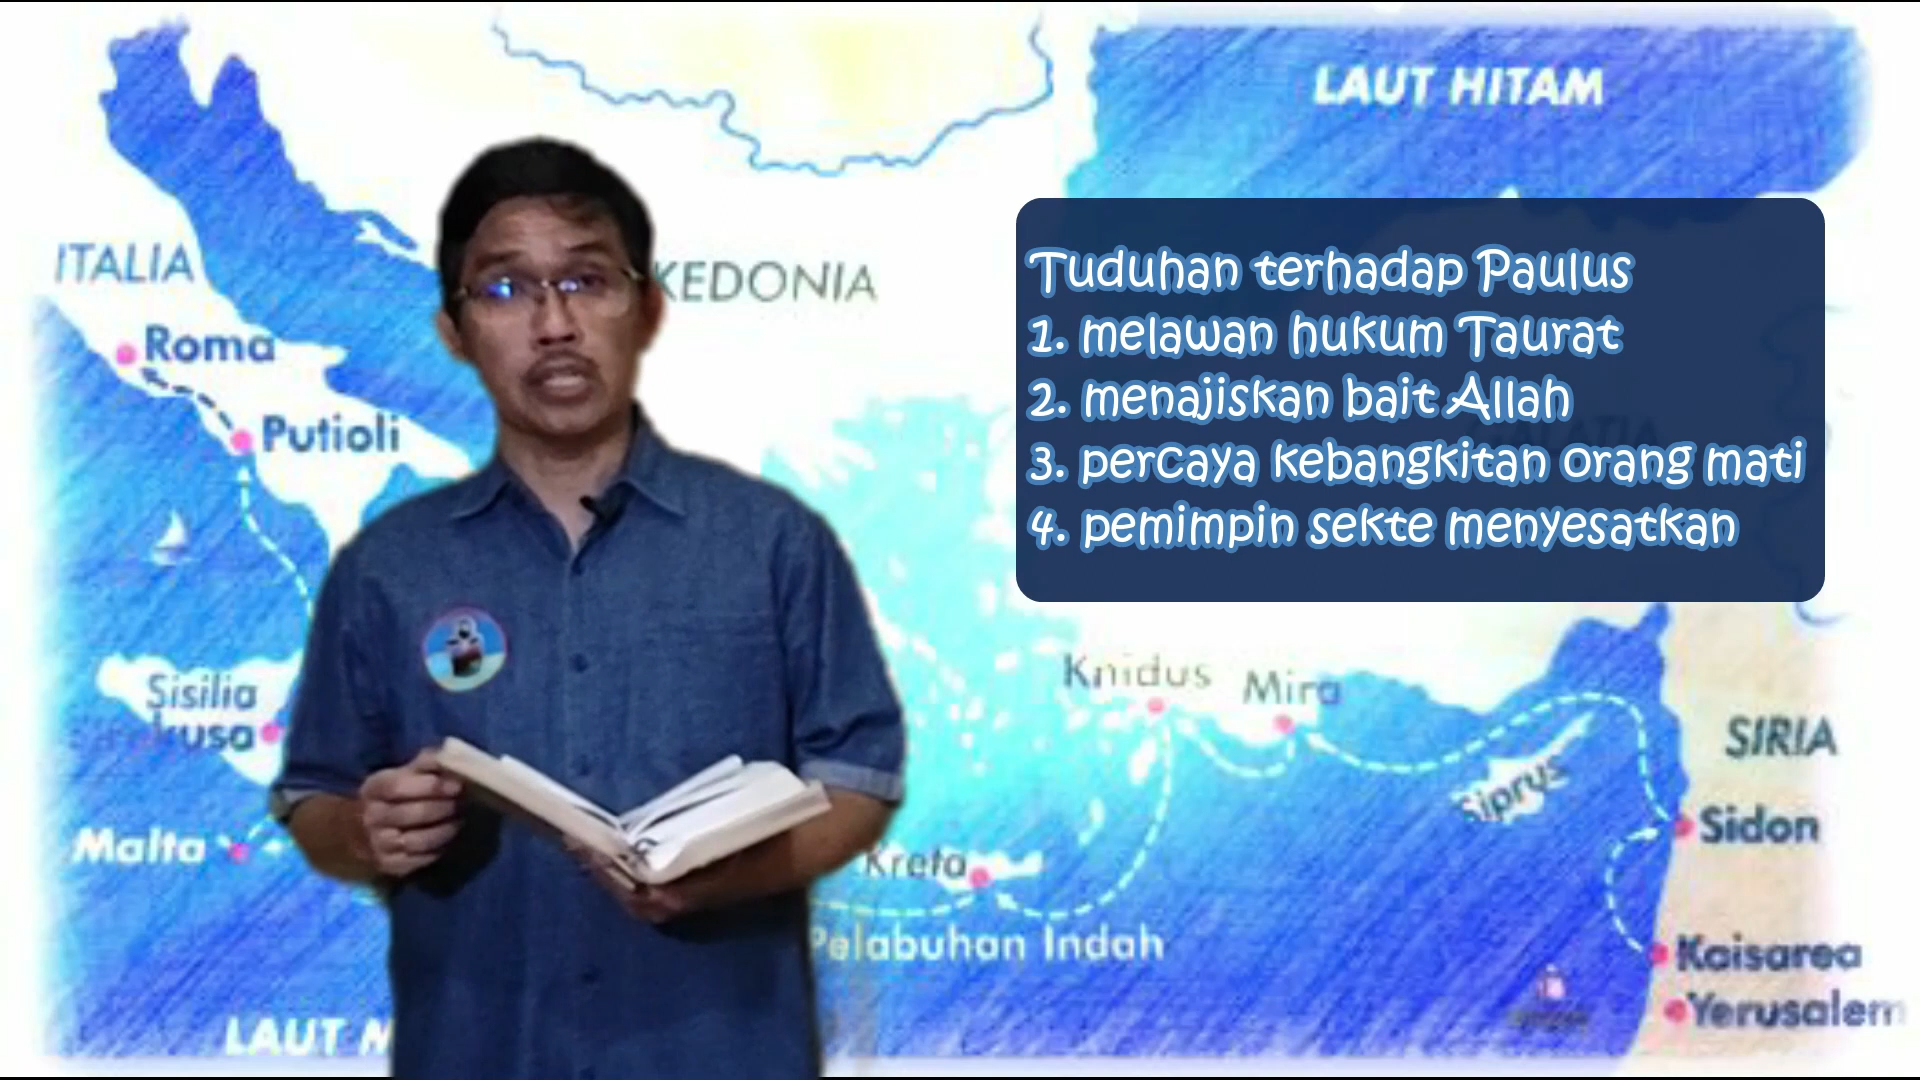 LAUT HITAM
ITALIA
KEDONIA
Roma
Putioli
Tuduhan terhadap Paulus
1. melawan hukum Taurat
2. menajiskan bait Allah
3. percaya kebangkitan orang mati
4. pemimpin sekte menyesatkan
Knidus
Mira
Sisilia
kusa
SIRIA
Siprus
Sidon
Malta
Kreta
Pelabuhan Indah
Kaisarea
Yerusalem
LAUT